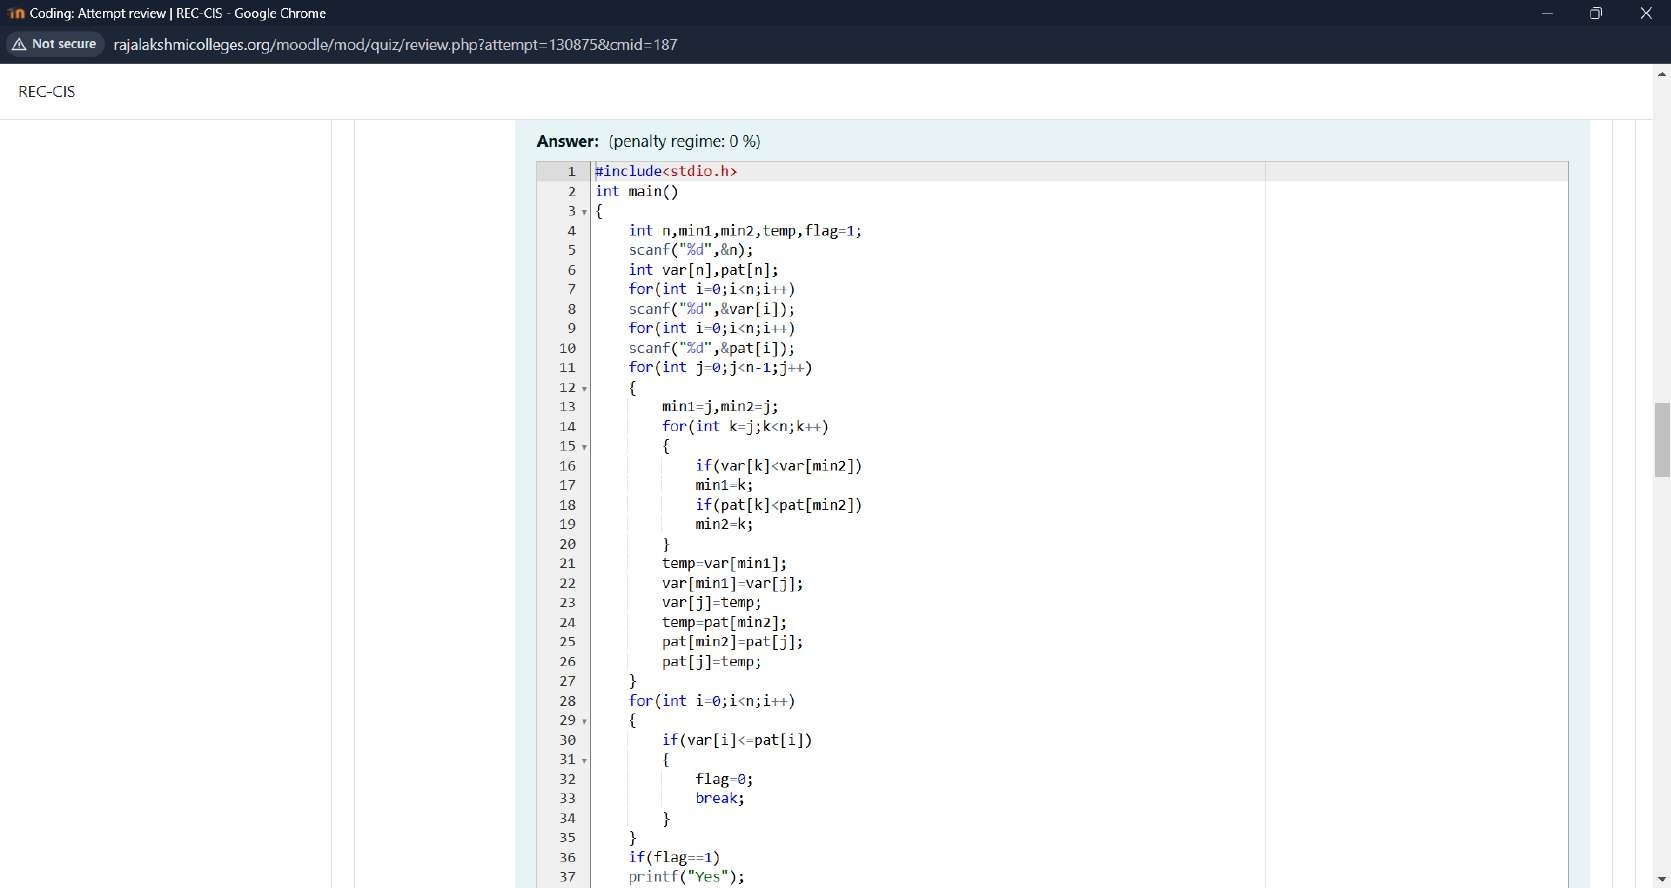 Coding: Attempt review | REC-CIS - Google Chrome
Not secure rajalakshmicolleges.org/moodle/mod/quiz/review.php?attempt=130875&cmid=187
REC-CIS
Answer: (penalty regime: 0 %)
1 #include<stdio.h>
2 int main()
3 {
4 int n,min1,min2,temp,flag=1;
5 scanf("%d",&n);
6 int var[n],pat[n];
7 for(int i=0;i<n;i++)
8 scanf("%d",&var[i]);
9 for(int i=0;i<n;i++)
10 scanf("%d",&pat[i]);
11 for(int j=0;j<n-1;j++)
12 {
13 min1=j,min2=j;
14 for(int k=j;k<n;k++)
15 {
16 if(var[k]<var[min2])
17 min1=k;
18 if(pat[k]<pat[min2])
19 min2=k;
20 }
21 temp=var[min1];
22 var[min1]=var[j];
23 var[j]=temp;
24 temp=pat[min2];
25 pat[min2]=pat[j];
26 pat[j]=temp;
27 }
28 for(int i=0;i<n;i++)
29 {
30 if(var[i]<=pat[i])
31 {
32 flag=0;
33 break;
34 }
35 }
36 if(flag==1)
37 printf("Yes");